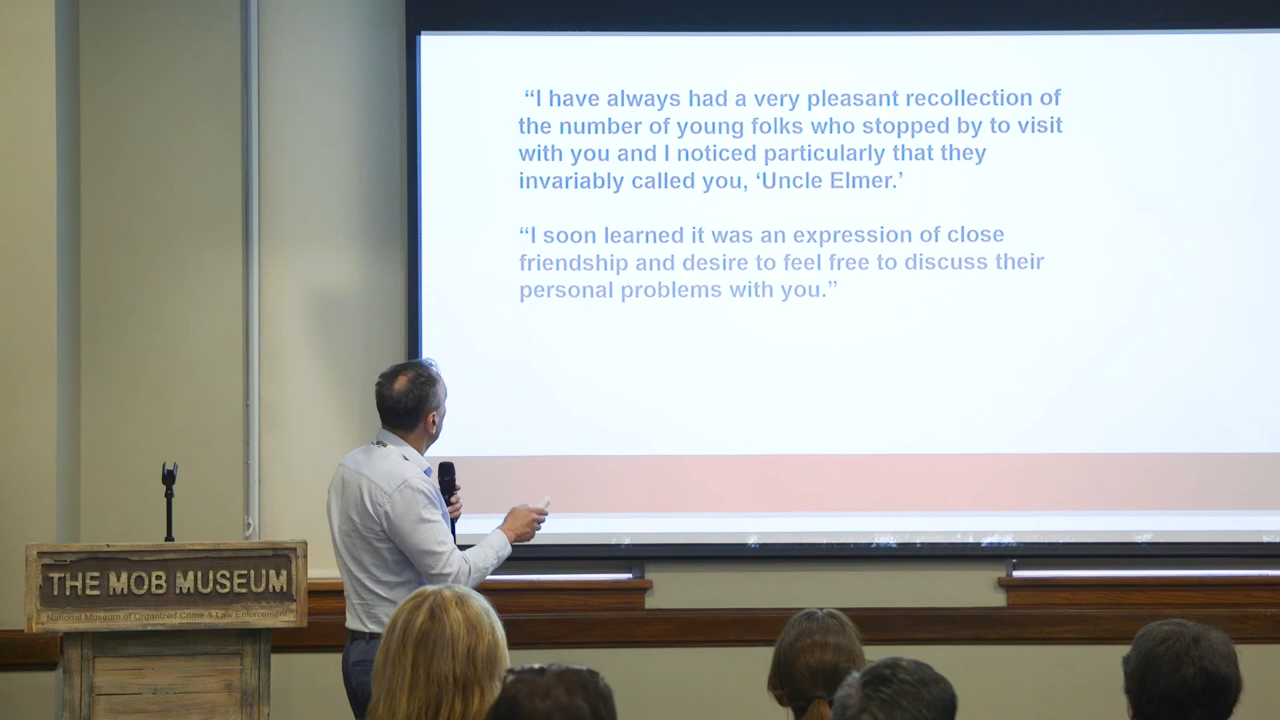 “I have always had a very pleasant recollection of
the number of young folks who stopped by to visit
with you and I noticed particularly that they
invariably called you, ‘Uncle Elmer.’
“I soon learned it was an expression of close
friendship and desire to feel free to discuss their
personal problems with you.”
THE MOB MUSEUM
National Museum of Organized Crime & Law Enforcement